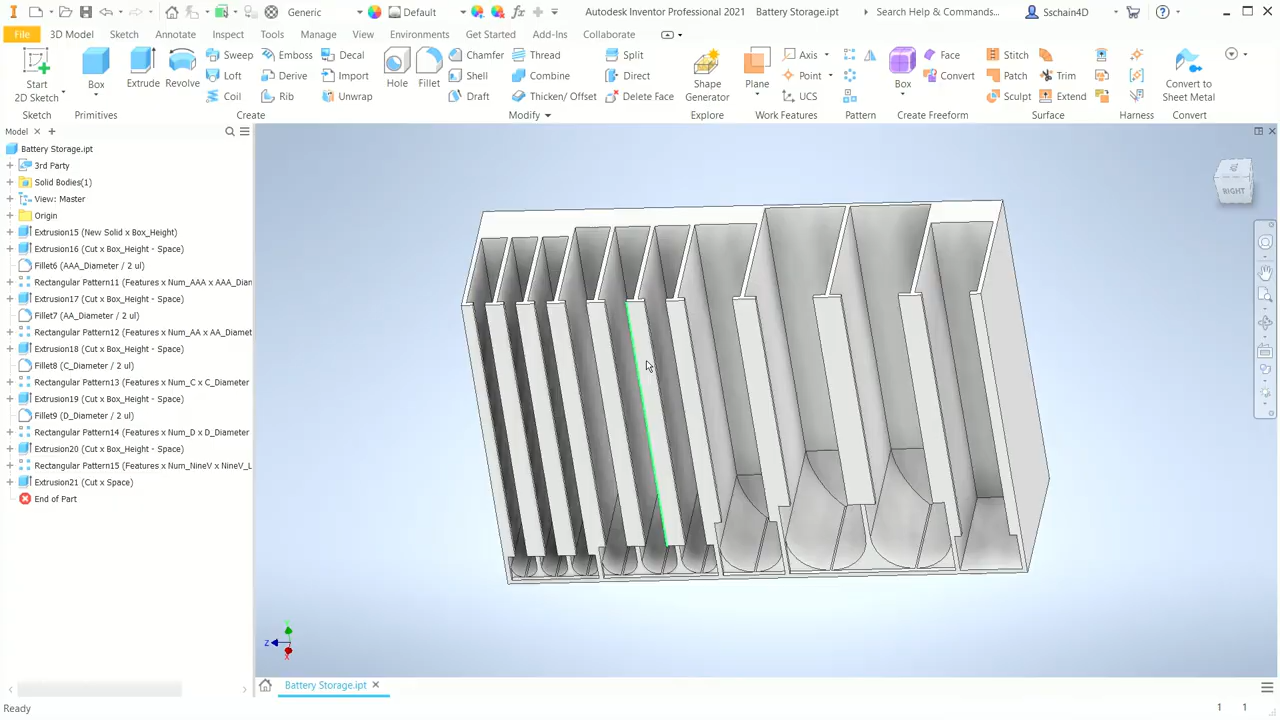 Generic
Default
Autodesk Inventor Professional 2021
Battery Storage.ipt
Search Help & Commands...
Sschain4D
File
3D Model
Sketch
Annotate
Inspect
Tools
Manage
View
Environments
Get Started
Add-Ins
Collaborate
Start
2D Sketch
Box
Extrude
Revolve
Sweep
Loft
Coil
Emboss
Derive
Rib
Decal
Import
Unwrap
Hole
Fillet
Chamfer
Shell
Draft
Thread
Combine
Thicken/ Offset
Split
Direct
Delete Face
Shape
Generator
Plane
Axis
Point
UCS
Box
Face
Convert
Stitch
Patch
Sculpt
Trim
Extend
Convert to
Sheet Metal
Sketch
Primitives
Create
Modify
Explore
Work Features
Pattern
Create Freeform
Surface
Harness
Convert
Model
Battery Storage.ipt
3rd Party
Solid Bodies(1)
View: Master
Origin
Extrusion15 (New Solid x Box_Height)
Extrusion16 (Cut x Box_Height - Space)
Fillet6 (AAA_Diameter / 2 ul)
Rectangular Pattern11 (Features x Num_AAA x AAA_Diar
Extrusion17 (Cut x Box_Height - Space)
Fillet7 (AA_Diameter / 2 ul)
Rectangular Pattern12 (Features x Num_AA x AA_Diamet
Extrusion18 (Cut x Box_Height - Space)
Fillet8 (C_Diameter / 2 ul)
Rectangular Pattern13 (Features x Num_C x C_Diameter
Extrusion19 (Cut x Box_Height - Space)
Fillet9 (D_Diameter / 2 ul)
Rectangular Pattern14 (Features x Num_D x D_Diameter
Extrusion20 (Cut x Box_Height - Space)
Rectangular Pattern15 (Features x Num_NineV x NineV_L
Extrusion21 (Cut x Space)
End of Part
RIGHT
Z
X
Battery Storage.ipt
Ready
1
1